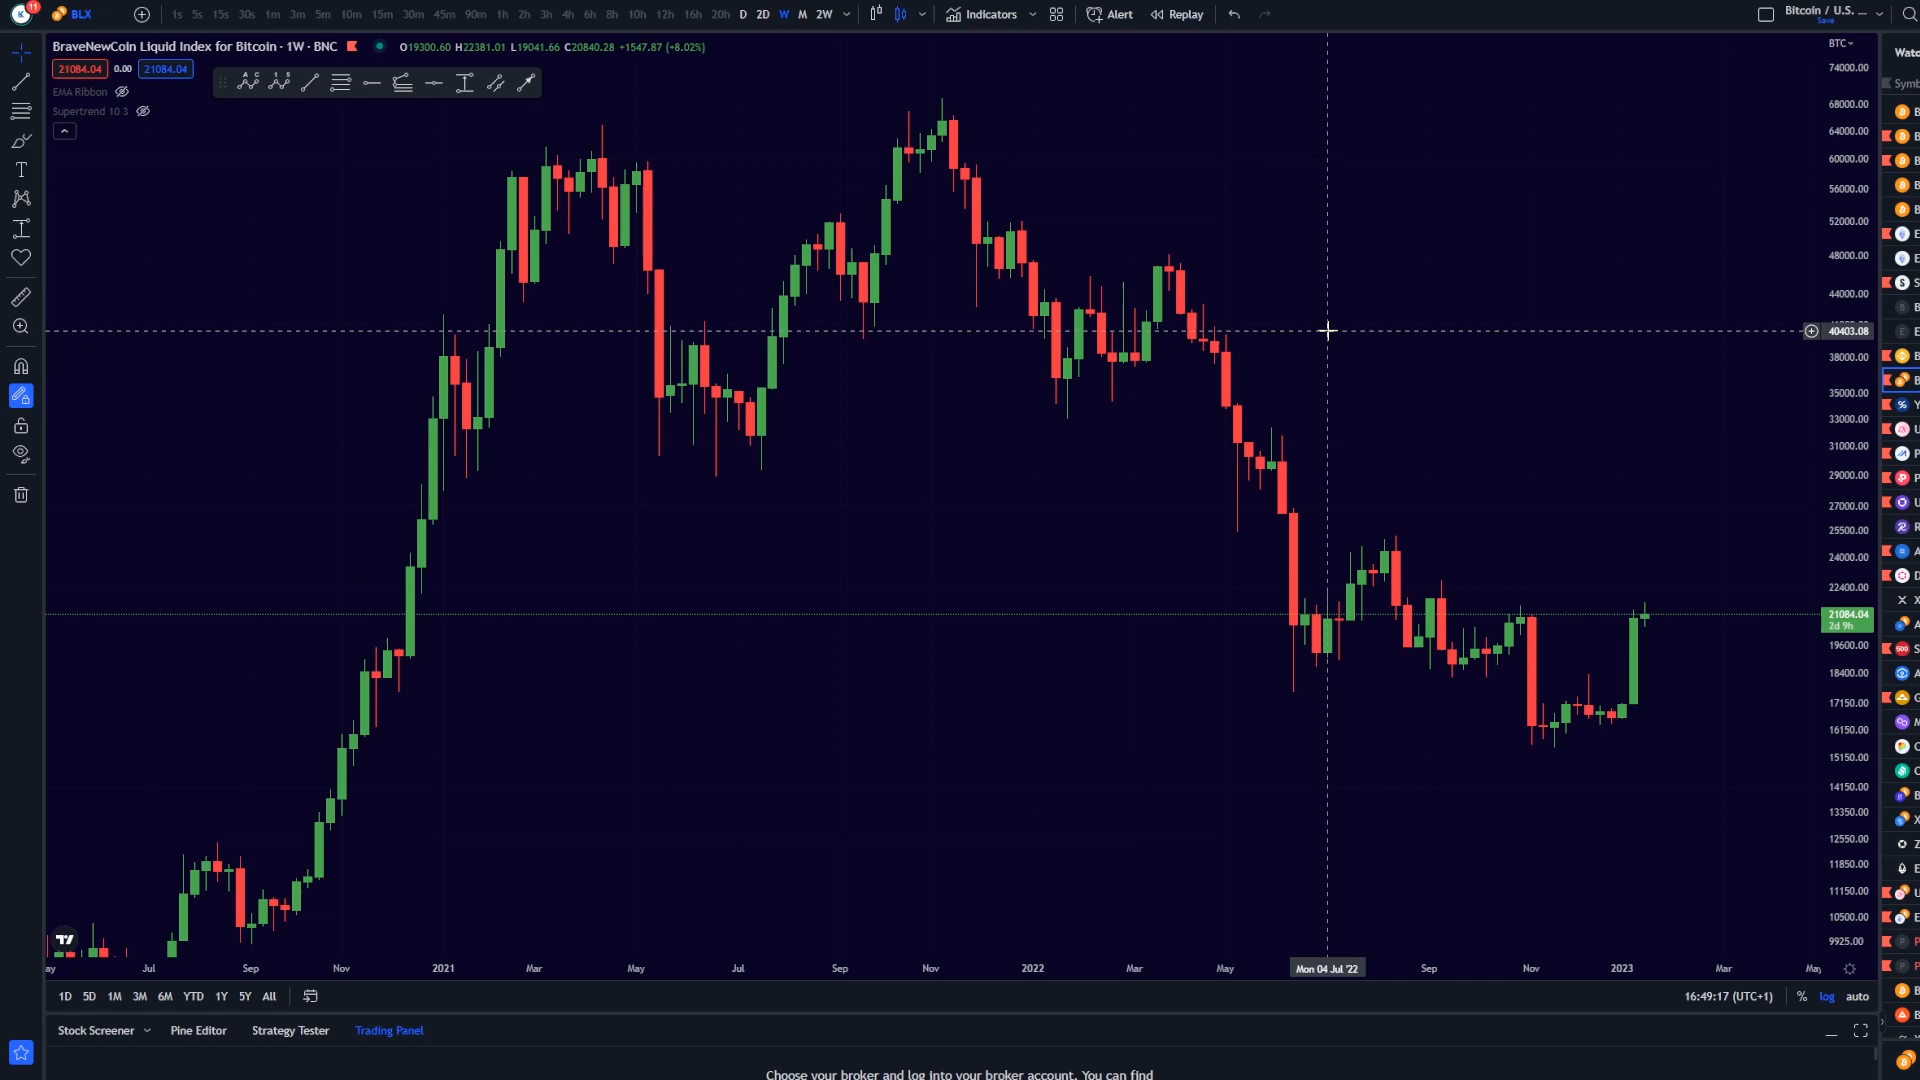 11 BLX 1s 5s 15s 30s 1m 3m 5m 10m 15m 30m 45m 90m 1h 2h 3h 4h 6h 8h 10h 12h 16h 20h D 2D W M 2W Indicators Alert Replay Bitcoin / U.S. ...
Save
BraveNewCoin Liquid Index for Bitcoin · 1W · BNC O19300.60 H22381.01 L19041.66 C20840.28 +1547.87 (+8.02%)
BTC
Watc
21084.04 0.00 21084.04
EMA Ribbon
Supertrend 10 3
Symb
74000.00
68000.00
64000.00
60000.00
56000.00
52000.00
48000.00
44000.00
40403.08
38000.00
35000.00
33000.00
31000.00
29000.00
27000.00
25500.00
24000.00
22400.00
21084.04
2d 9h
19600.00
18400.00
17150.00
16150.00
15150.00
14150.00
13350.00
12550.00
11850.00
11150.00
10500.00
9925.00
ay Jul Sep Nov 2021 Mar May Jul Sep Nov 2022 Mar May Mon 04 Jul '22 Sep Nov 2023 Mar May
1D 5D 1M 3M 6M YTD 1Y 5Y All 16:49:17 (UTC+1) % log auto
Stock Screener Pine Editor Strategy Tester Trading Panel
Choose your broker and log into your broker account. You can find